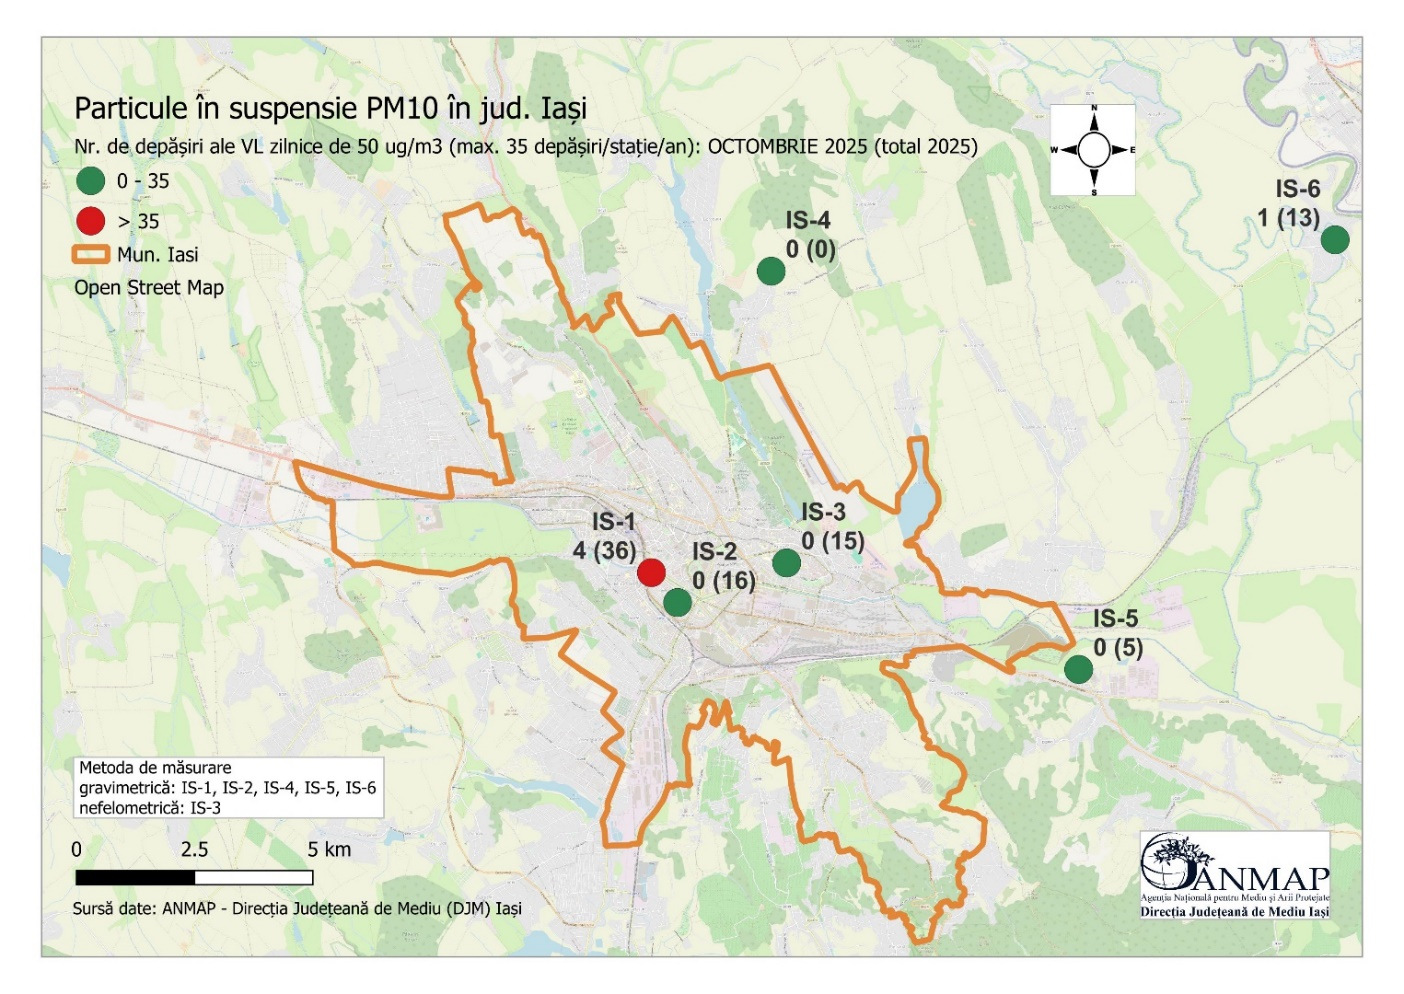 Particule în suspensie PM10 în jud. Iași
Nr. de depășiri ale VL zilnice de 50 ug/m3 (max. 35 depășiri/stație/an): OCTOMBRIE 2025 (total 2025)
0 - 35
> 35
Mun. Iasi
Open Street Map
N
W
E
S
IS-6
1 (13)
IS-4
0 (0)
IS-1
4 (36)
IS-2
0 (16)
IS-3
0 (15)
IS-5
0 (5)
Metoda de măsurare
gravimetrică: IS-1, IS-2, IS-4, IS-5, IS-6
nefelometrică: IS-3
0 2.5 5 km
Sursă date: ANMAP - Direcția Județeană de Mediu (DJM) Iași
ANMAP
Agenția Națională pentru Mediu și Arii Protejate
Direcția Județeană de Mediu Iași